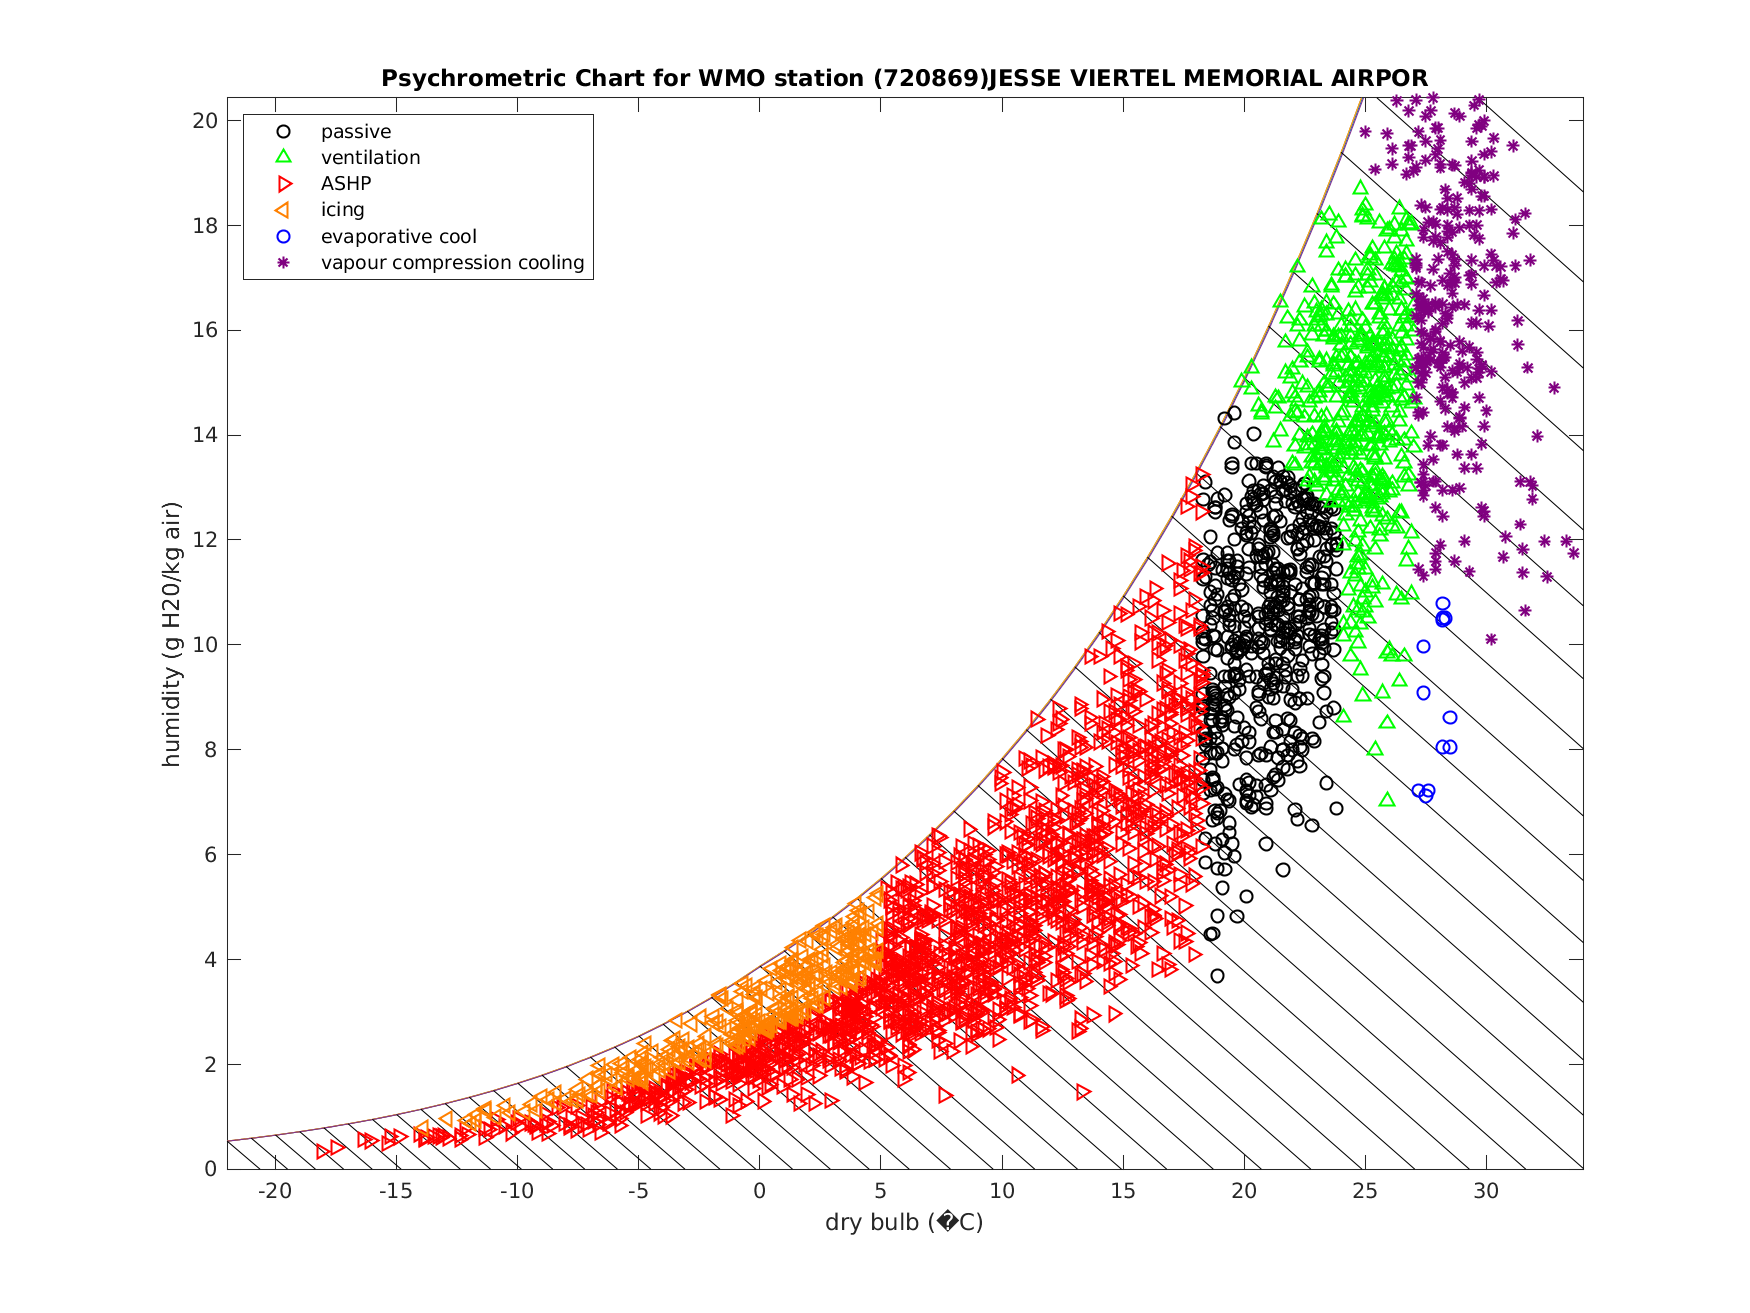 Psychrometric Chart for WMO station (720869)JESSE VIERTEL MEMORIAL AIRPOR
passive
ventilation
ASHP
icing
evaporative cool
vapour compression cooling
20
18
16
14
12
10
8
6
4
2
0
humidity (g H20/kg air)
-20 -15 -10 -5 0 5 10 15 20 25 30
dry bulb (�C)